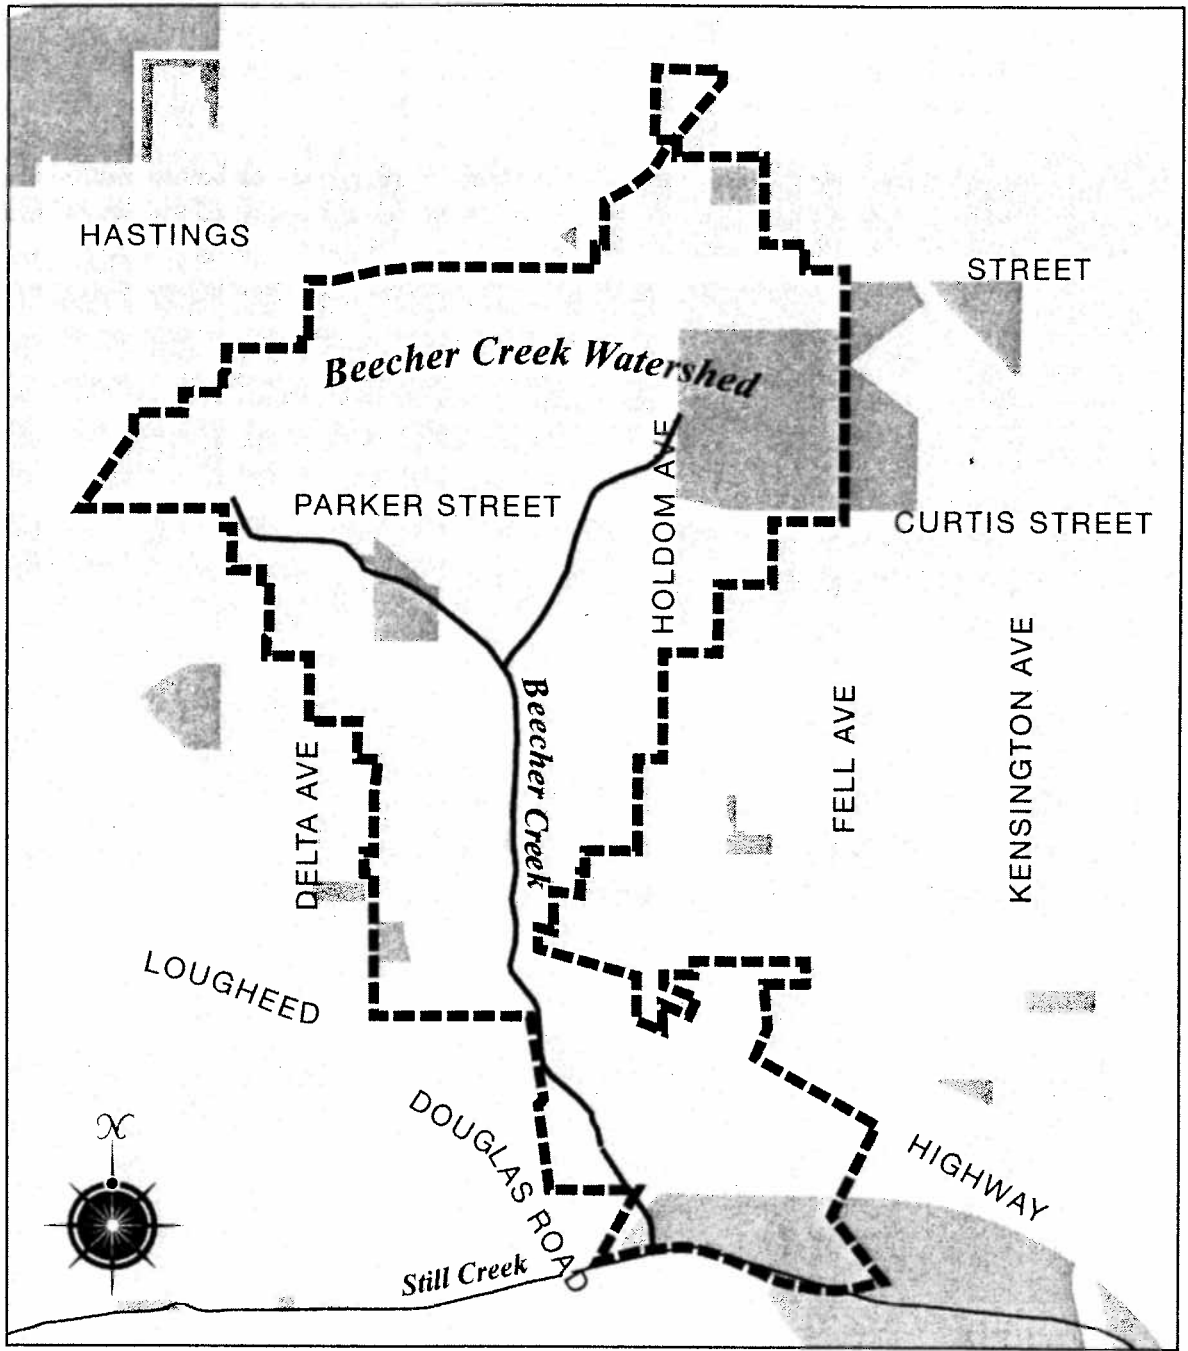 HASTINGS
STREET
Beecher Creek Watershed
HOLDOM AVE
PARKER STREET
CURTIS STREET
Beecher Creek
DELTA AVE
FELL AVE
KENSINGTON AVE
LOUGHEED
DOUGLAS ROAD
HIGHWAY
N
Still Creek